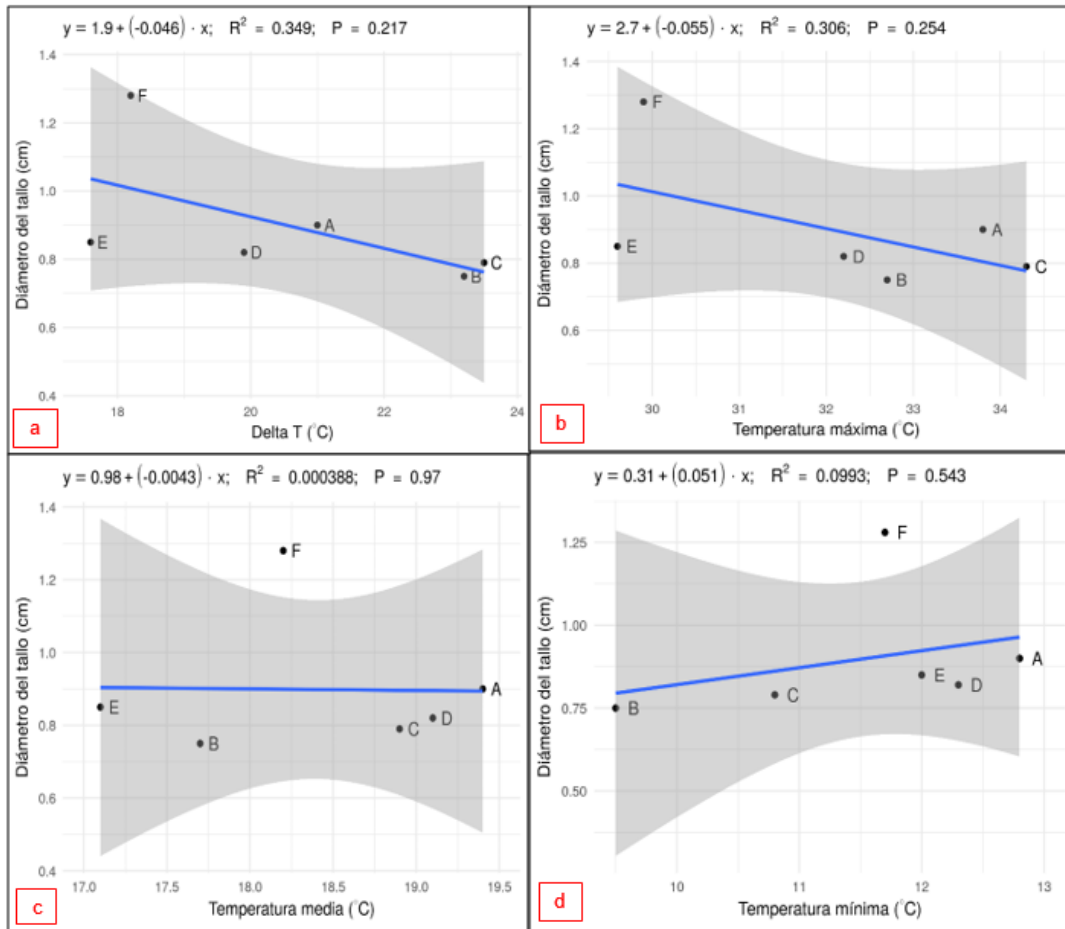 y = 1.9 + (-0.046) · x;   R² = 0.349;   P = 0.217
Diámetro del tallo (cm)
1.4
1.2
1.0
0.8
0.6
0.4
F
E
D
A
C
B
18
20
22
24
Delta T (°C)
a
y = 2.7 + (-0.055) · x;   R² = 0.306;   P = 0.254
Diámetro del tallo (cm)
1.4
1.2
1.0
0.8
0.6
F
E
D
B
A
C
30
31
32
33
34
Temperatura máxima (°C)
b
y = 0.98 + (-0.0043) · x;   R² = 0.000388;   P = 0.97
Diámetro del tallo (cm)
1.4
1.2
1.0
0.8
0.6
0.4
F
E
B
C
D
A
17.0
17.5
18.0
18.5
19.0
19.5
Temperatura media (°C)
c
y = 0.31 + (0.051) · x;   R² = 0.0993;   P = 0.543
Diámetro del tallo (cm)
1.25
1.00
0.75
0.50
F
B
C
E
D
A
10
11
12
13
Temperatura mínima (°C)
d